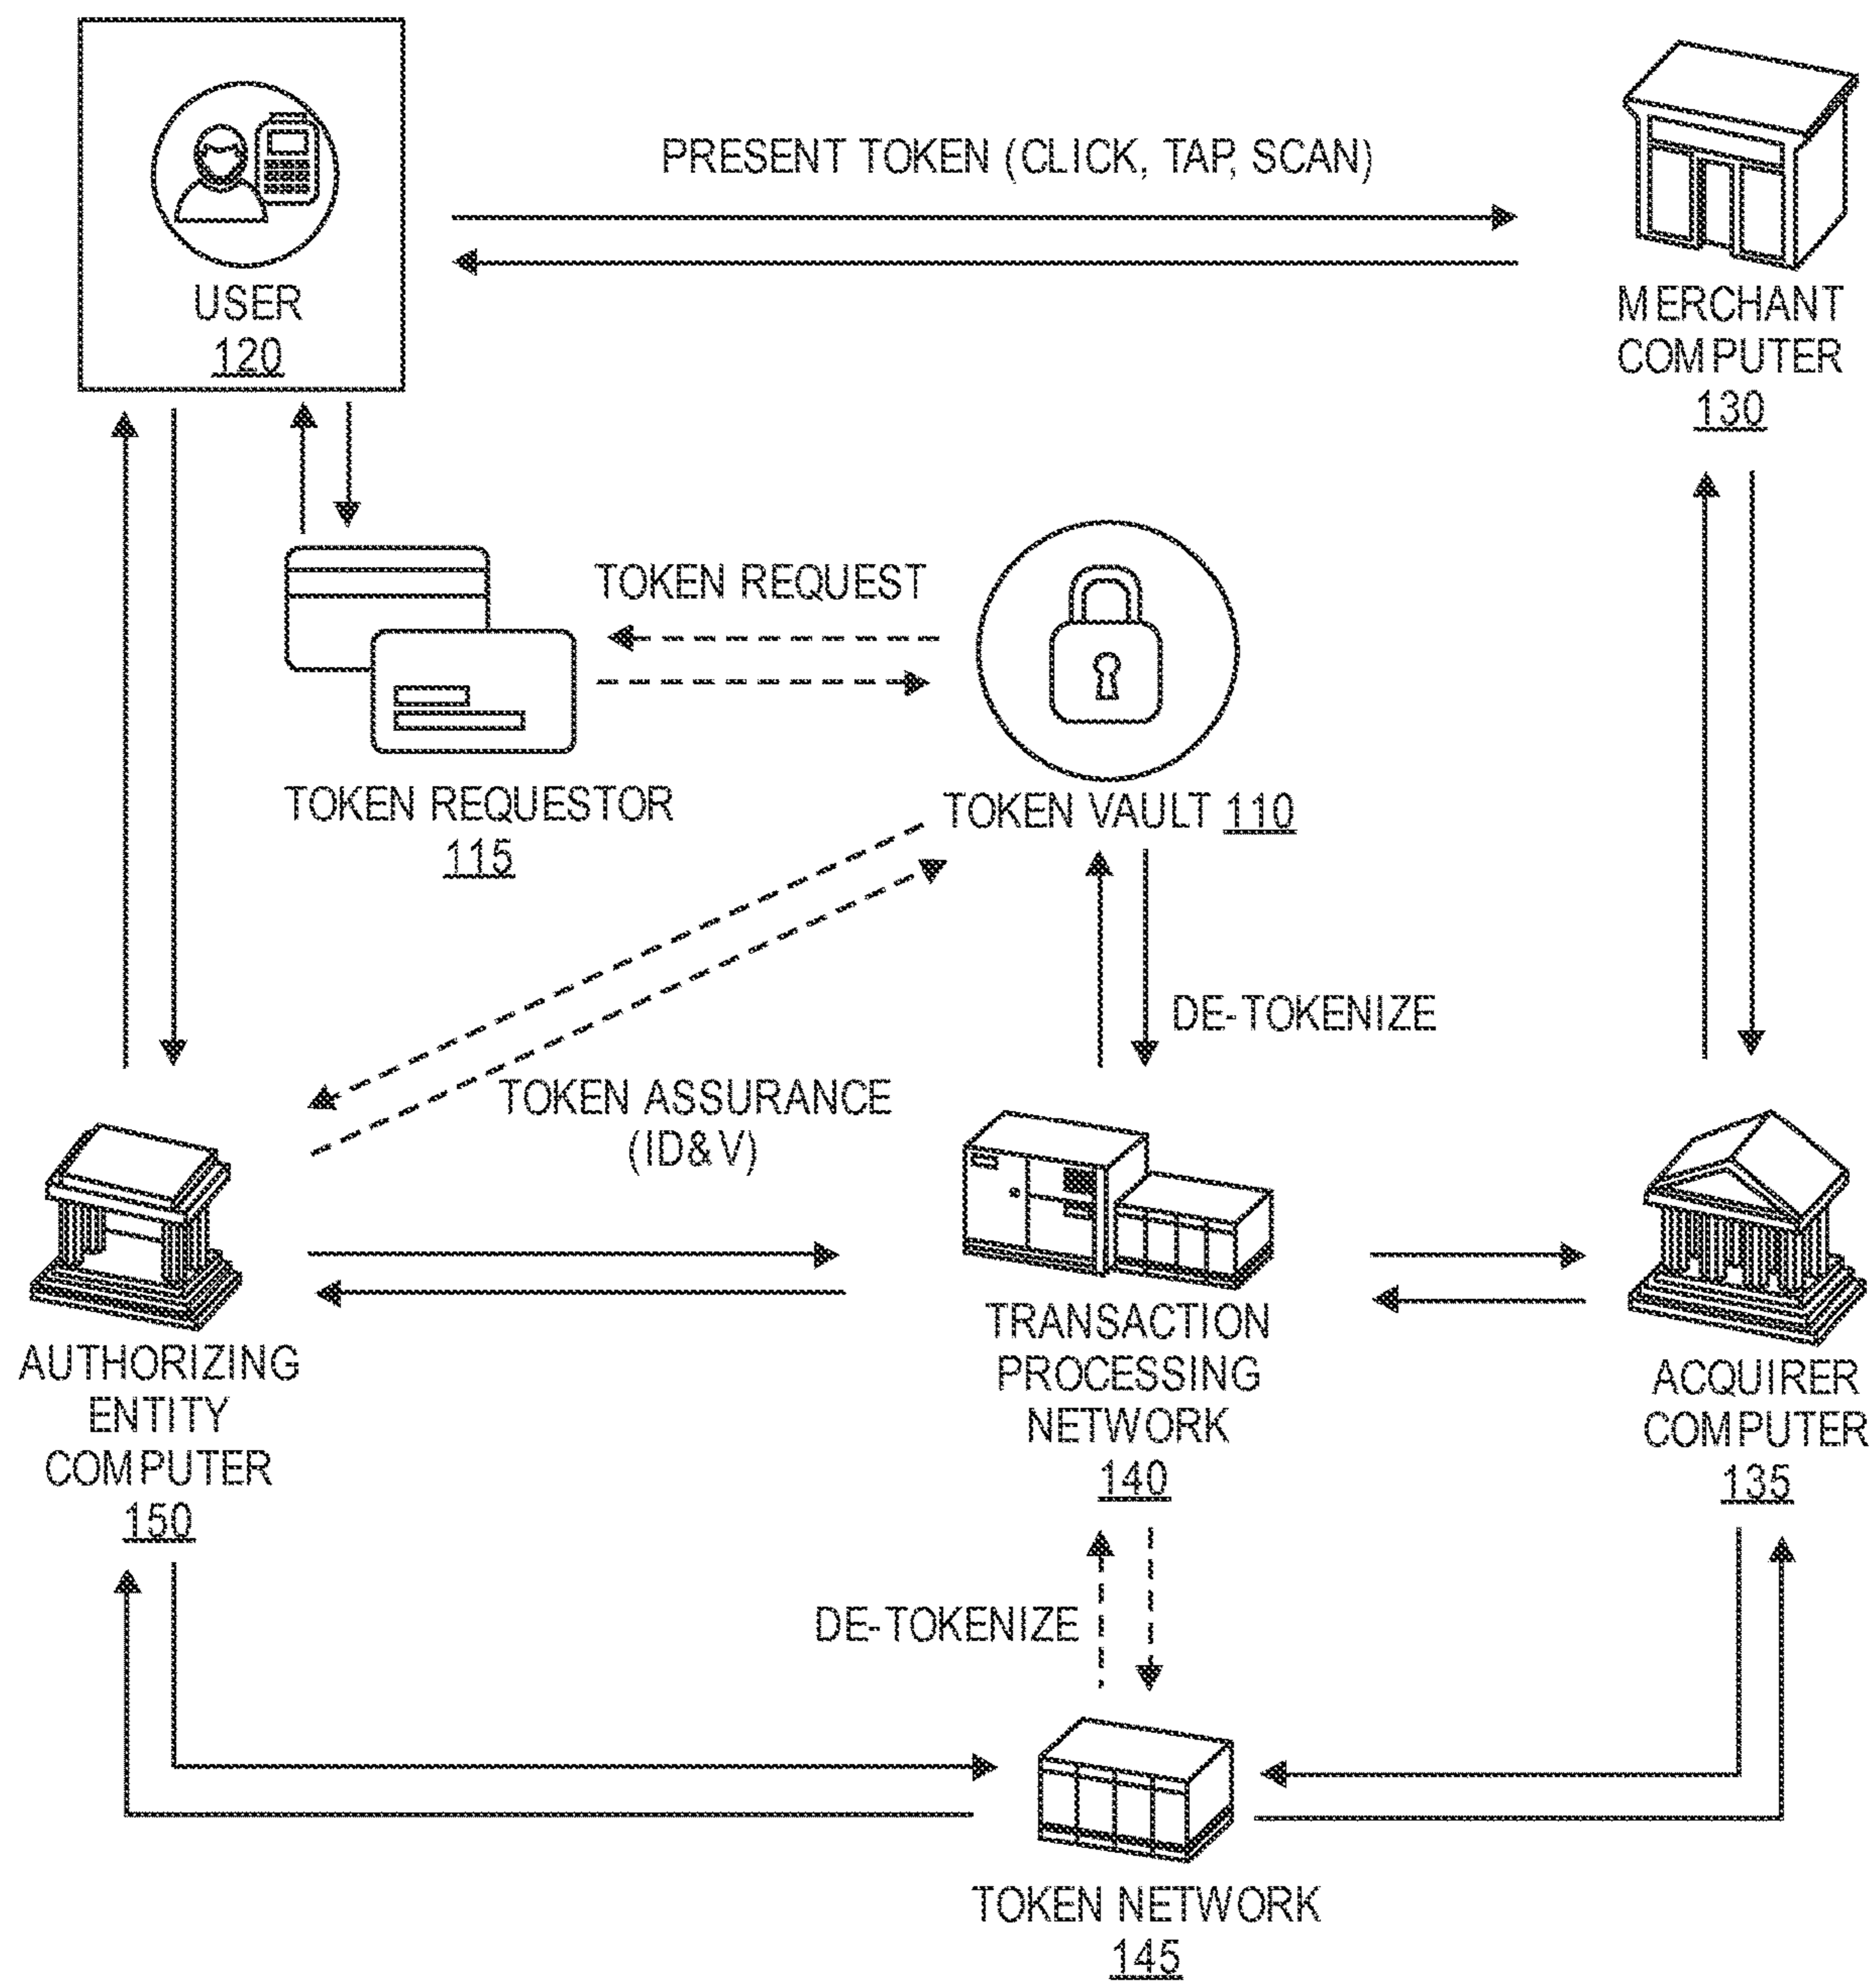 PRESENT TOKEN (CLICK, TAP, SCAN)
USER
120
MERCHANT
COMPUTER
130
TOKEN REQUEST
TOKEN REQUESTOR
115
TOKEN VAULT 110
DE-TOKENIZE
TOKEN ASSURANCE
(ID&V)
AUTHORIZING
ENTITY
COMPUTER
150
TRANSACTION
PROCESSING
NETWORK
140
ACQUIRER
COMPUTER
135
DE-TOKENIZE
TOKEN NETWORK
145